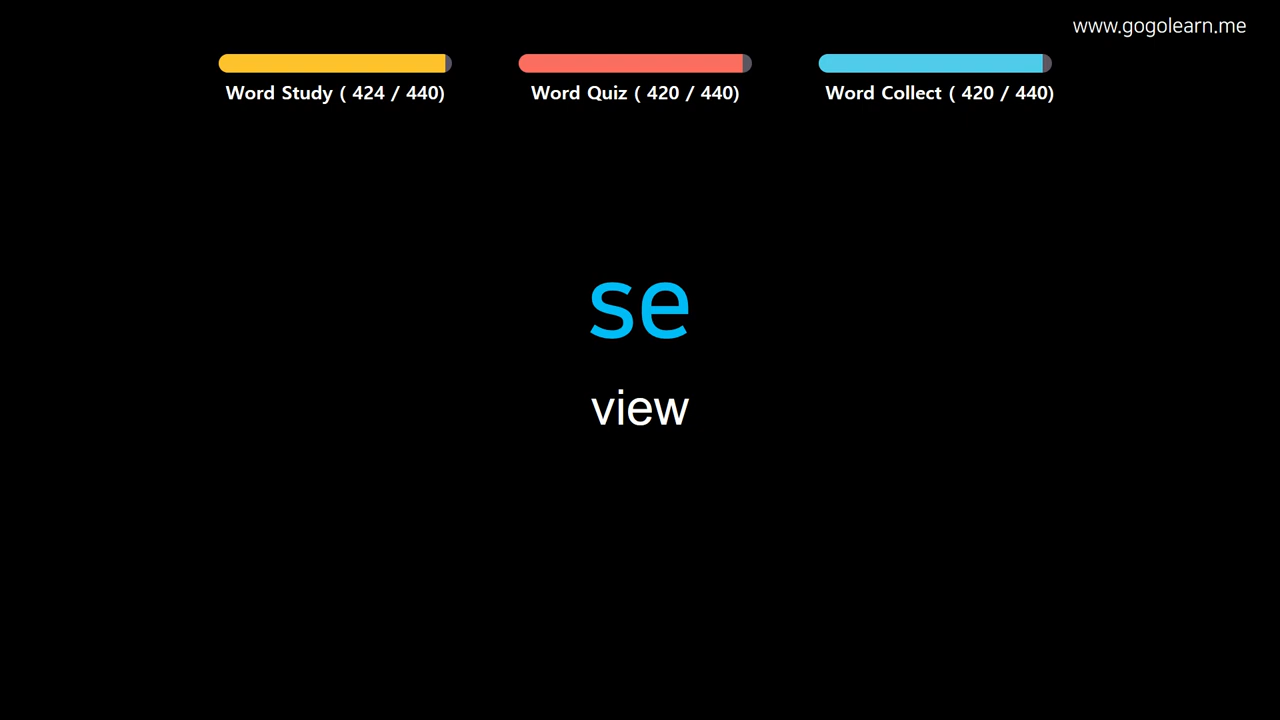 www.gogolearn.me
Word Study ( 424 / 440)
Word Quiz ( 420 / 440)
Word Collect ( 420 / 440)
se
view